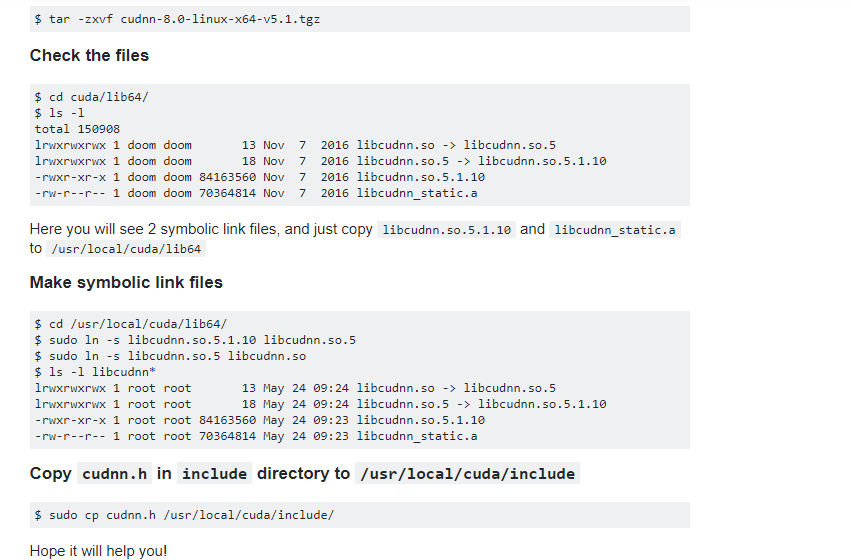 $ tar -zxvf cudnn-8.0-linux-x64-v5.1.tgz
Check the files
$ cd cuda/lib64/
$ ls -l
total 150908
lrwxrwxrwx 1 doom doom       13 Nov  7  2016 libcudnn.so -> libcudnn.so.5
lrwxrwxrwx 1 doom doom       18 Nov  7  2016 libcudnn.so.5 -> libcudnn.so.5.1.10
-rwxr-xr-x 1 doom doom 84163560 Nov  7  2016 libcudnn.so.5.1.10
-rw-r--r-- 1 doom doom 70364814 Nov  7  2016 libcudnn_static.a
Here you will see 2 symbolic link files, and just copy libcudnn.so.5.1.10 and libcudnn_static.a
to /usr/local/cuda/lib64
Make symbolic link files
$ cd /usr/local/cuda/lib64/
$ sudo ln -s libcudnn.so.5.1.10 libcudnn.so.5
$ sudo ln -s libcudnn.so.5 libcudnn.so
$ ls -l libcudnn*
lrwxrwxrwx 1 root root       13 May 24 09:24 libcudnn.so -> libcudnn.so.5
lrwxrwxrwx 1 root root       18 May 24 09:24 libcudnn.so.5 -> libcudnn.so.5.1.10
-rwxr-xr-x 1 root root 84163560 May 24 09:23 libcudnn.so.5.1.10
-rw-r--r-- 1 root root 70364814 May 24 09:23 libcudnn_static.a
Copy cudnn.h in include directory to /usr/local/cuda/include
$ sudo cp cudnn.h /usr/local/cuda/include/
Hope it will help you!